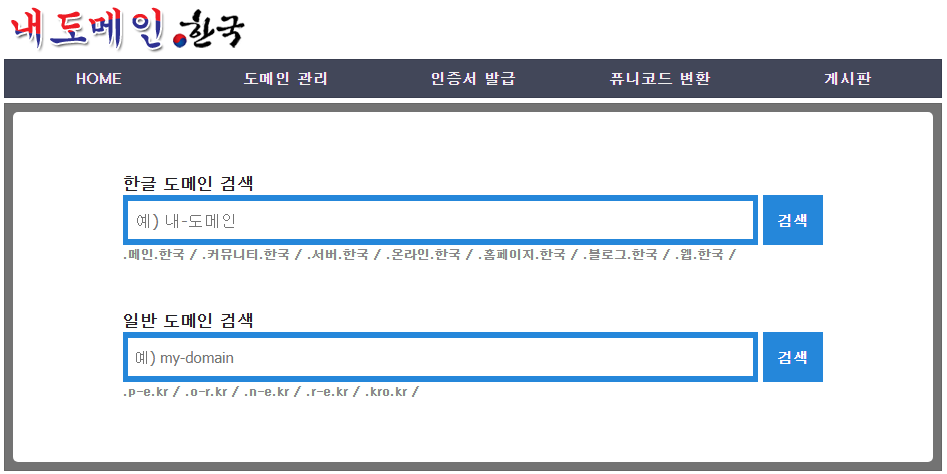 내도메인.한국
HOME 도메인 관리 인증서 발급 퓨니코드 변환 게시판
한글 도메인 검색
예) 내-도메인 검색
.메인.한국 / .커뮤니티.한국 / .서버.한국 / .온라인.한국 / .홈페이지.한국 / .블로그.한국 / .웹.한국 /
일반 도메인 검색
예) my-domain 검색
.p-e.kr / .o-r.kr / .n-e.kr / .r-e.kr / .kro.kr /